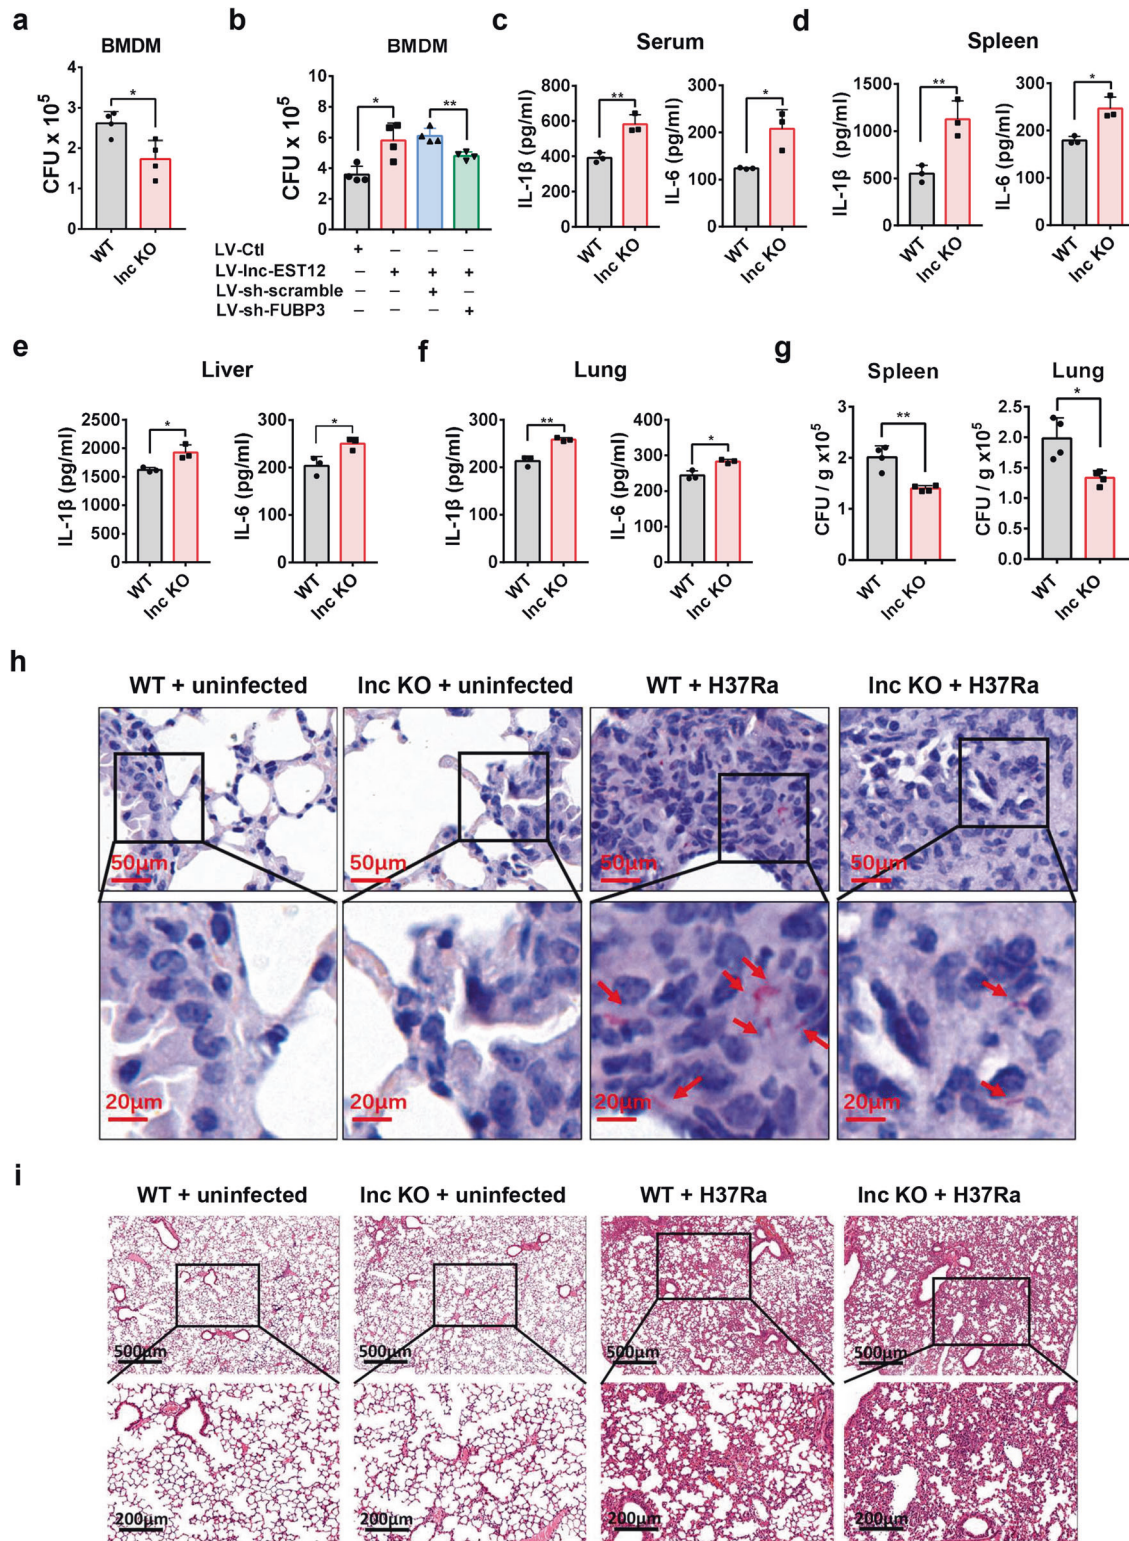 a
BMDM
CFU x 10⁵
3
2
1
0
*
WT
lnc KO
b
BMDM
CFU x 10⁵
10
8
6
4
2
0
*
**
LV-Ctl + – – –
LV-lnc-EST12 – + + +
LV-sh-scramble – – + –
LV-sh-FUBP3 – – – +
c
Serum
IL-1β (pg/ml)
800
600
400
200
0
**
WT
lnc KO
IL-6 (pg/ml)
300
200
100
0
*
WT
lnc KO
d
Spleen
IL-1β (pg/ml)
1500
1000
500
0
**
WT
lnc KO
IL-6 (pg/ml)
300
200
100
0
*
WT
lnc KO
e
Liver
IL-1β (pg/ml)
2500
2000
1500
1000
500
0
*
WT
lnc KO
IL-6 (pg/ml)
300
200
100
0
*
WT
lnc KO
f
Lung
IL-1β (pg/ml)
300
200
100
0
**
WT
lnc KO
IL-6 (pg/ml)
400
300
200
100
0
*
WT
lnc KO
g
Spleen
CFU / g x10⁵
3
2
1
0
**
WT
lnc KO
Lung
CFU / g x10⁵
2.5
2.0
1.5
1.0
0.5
0.0
*
WT
lnc KO
h
WT + uninfected
lnc KO + uninfected
WT + H37Ra
lnc KO + H37Ra
50μm
50μm
50μm
50μm
20μm
20μm
20μm
20μm
i
WT + uninfected
lnc KO + uninfected
WT + H37Ra
lnc KO + H37Ra
500μm
500μm
500μm
500μm
200μm
200μm
200μm
200μm